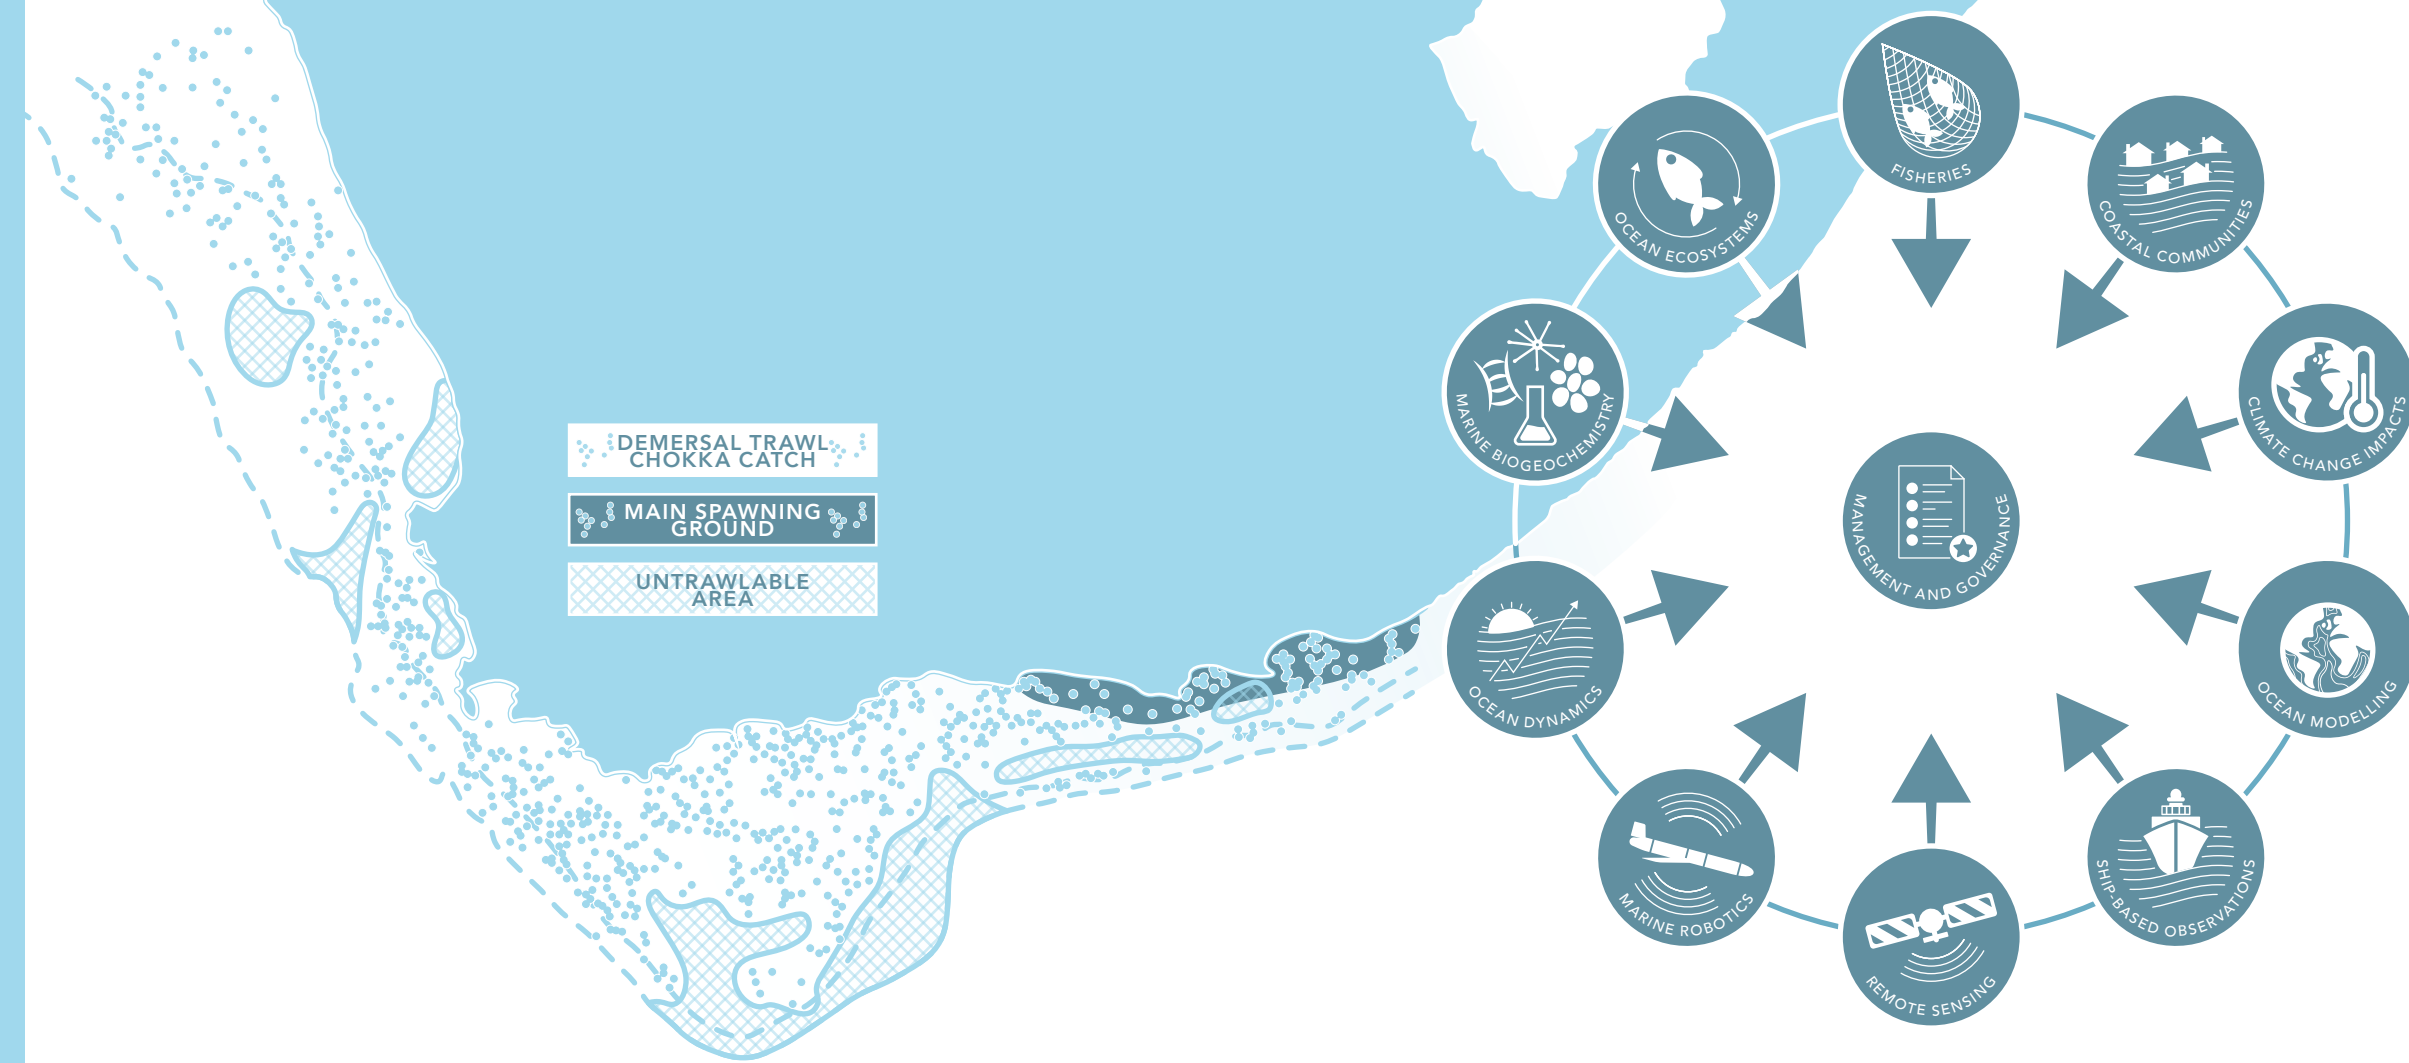 DEMERSAL TRAWL
CHOKKA CATCH
MAIN SPAWNING
GROUND
UNTRAWLABLE
AREA
FISHERIES
COASTAL COMMUNITIES
CLIMATE CHANGE IMPACTS
OCEAN MODELLING
SHIP-BASED OBSERVATIONS
REMOTE SENSING
MARINE ROBOTICS
OCEAN DYNAMICS
MARINE BIOGEOCHEMISTRY
OCEAN ECOSYSTEMS
MANAGEMENT AND GOVERNANCE